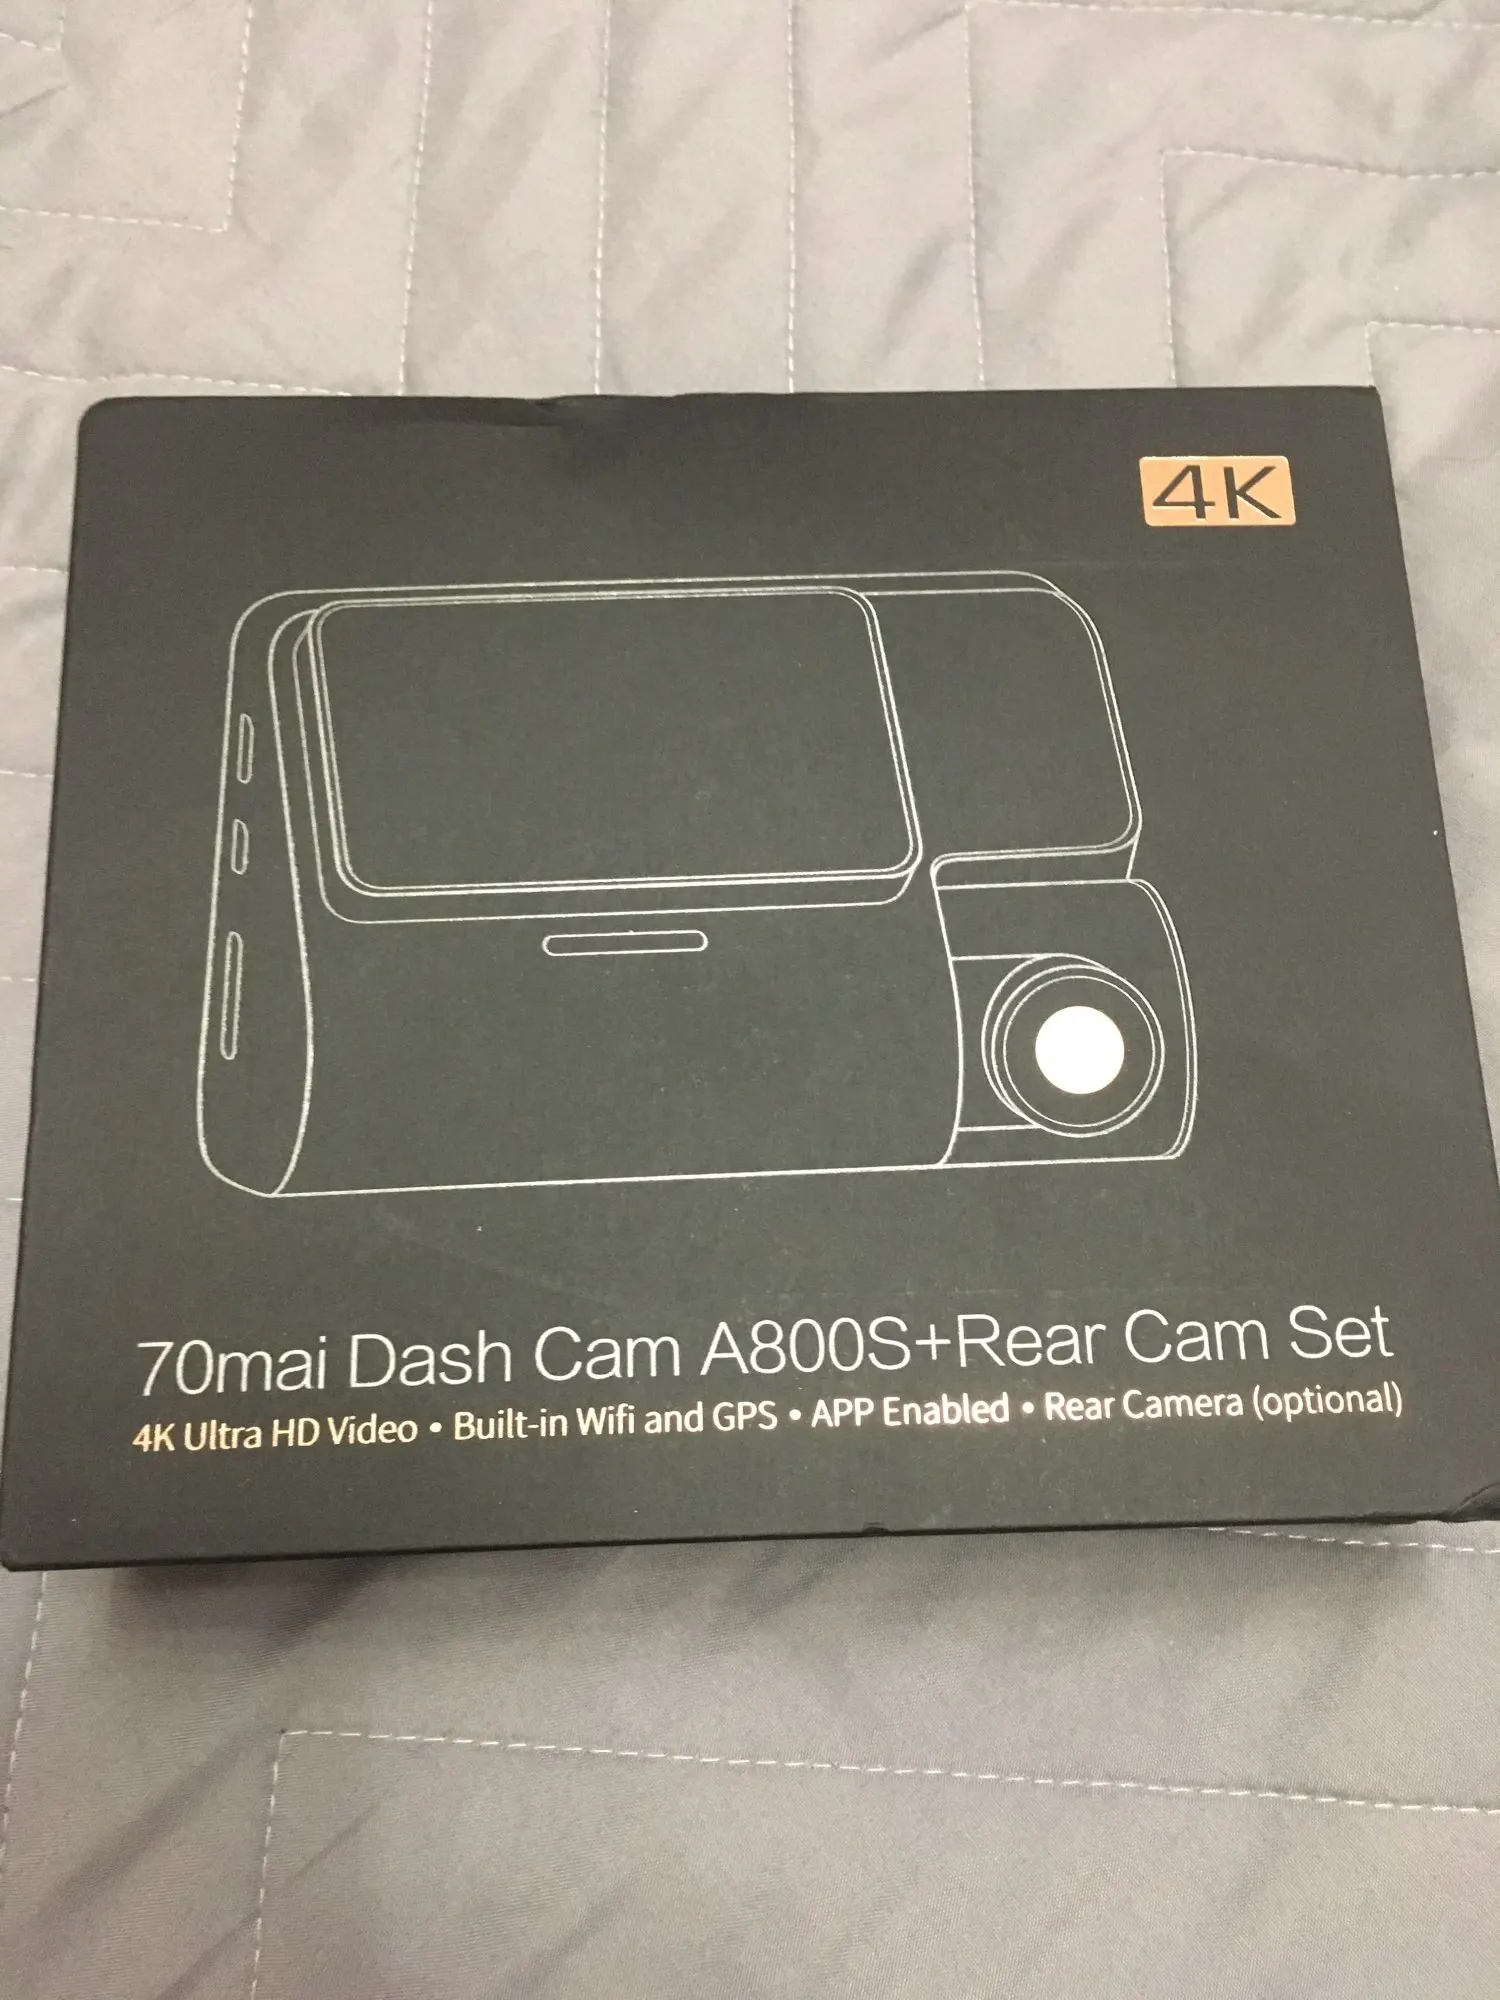 4K
70mai Dash Cam A800S+Rear Cam Set
4K Ultra HD Video • Built-in Wifi and GPS • APP Enabled • Rear Camera (optional)